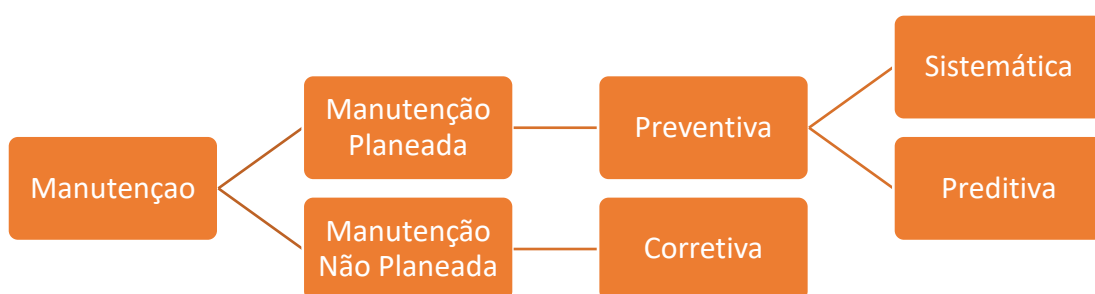 Manutençao
Manutenção
Planeada
Manutenção
Não Planeada
Preventiva
Corretiva
Sistemática
Preditiva